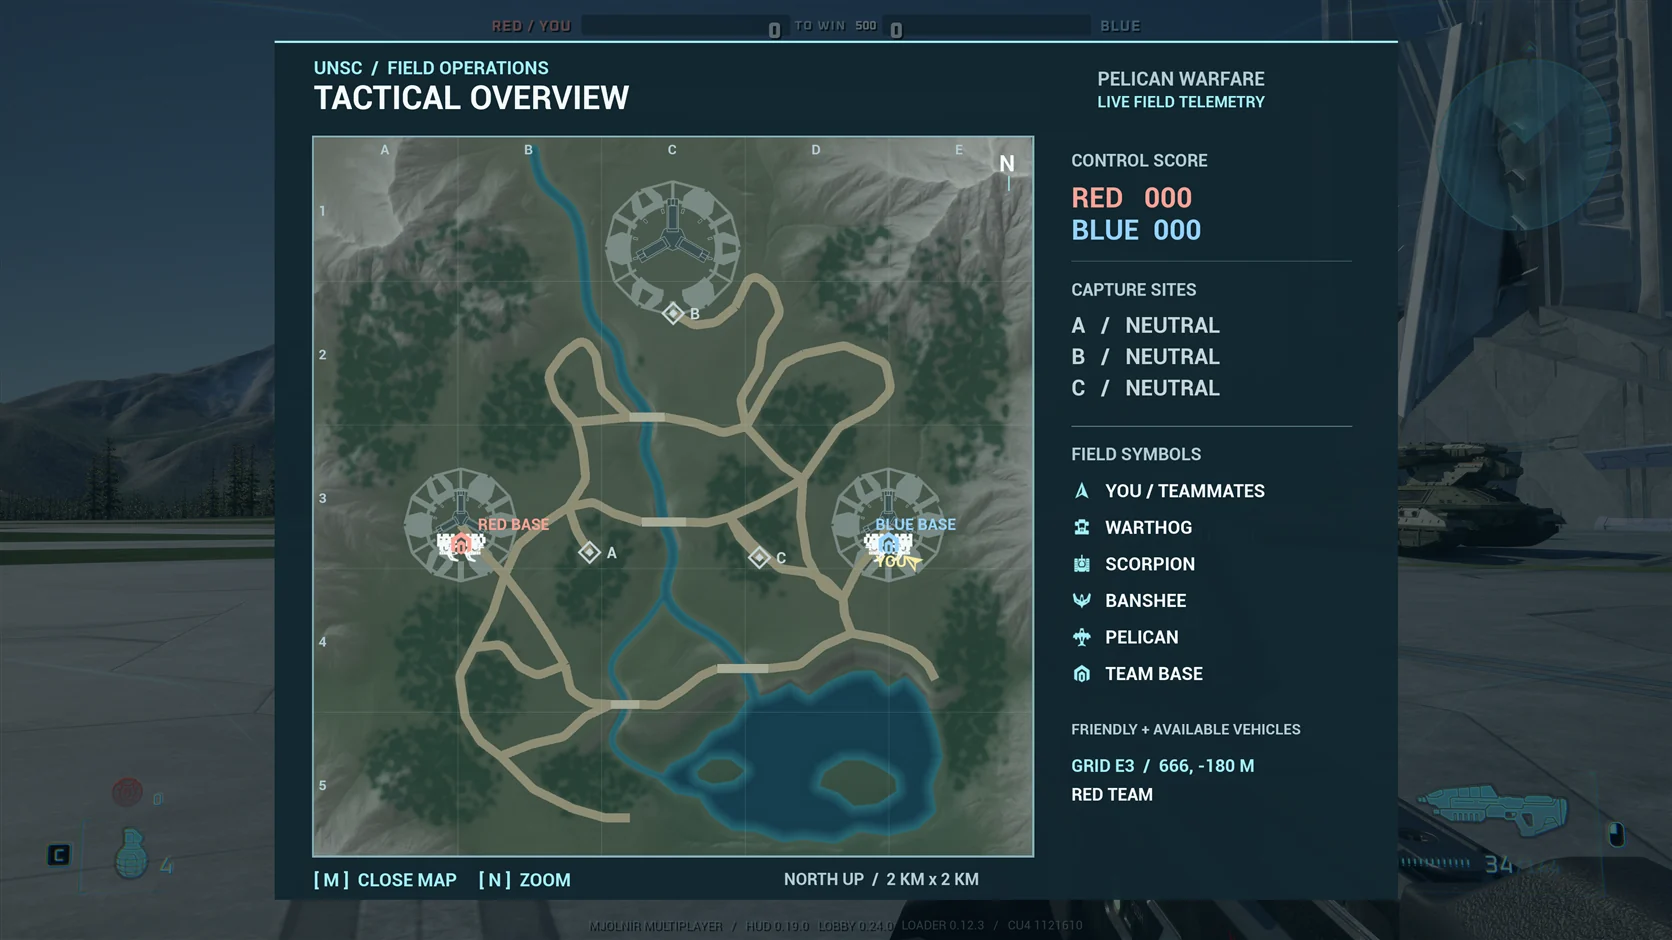 RED / YOU 0 TO WIN 500 0 BLUE
UNSC / FIELD OPERATIONS
TACTICAL OVERVIEW
PELICAN WARFARE
LIVE FIELD TELEMETRY
A B C D E
N
1
2
3
4
5
B
RED BASE
A
C
BLUE BASE
YOU
CONTROL SCORE
RED 000
BLUE 000
CAPTURE SITES
A / NEUTRAL
B / NEUTRAL
C / NEUTRAL
FIELD SYMBOLS
YOU / TEAMMATES
WARTHOG
SCORPION
BANSHEE
PELICAN
TEAM BASE
FRIENDLY + AVAILABLE VEHICLES
GRID E3 / 666, -180 M
RED TEAM
C
4
34
[ M ] CLOSE MAP [ N ] ZOOM
NORTH UP / 2 KM x 2 KM
MJOLNIR MULTIPLAYER / HUD 0.19.0 LOBBY 0.24.0 LOADER 0.12.3 / CU4 1121610